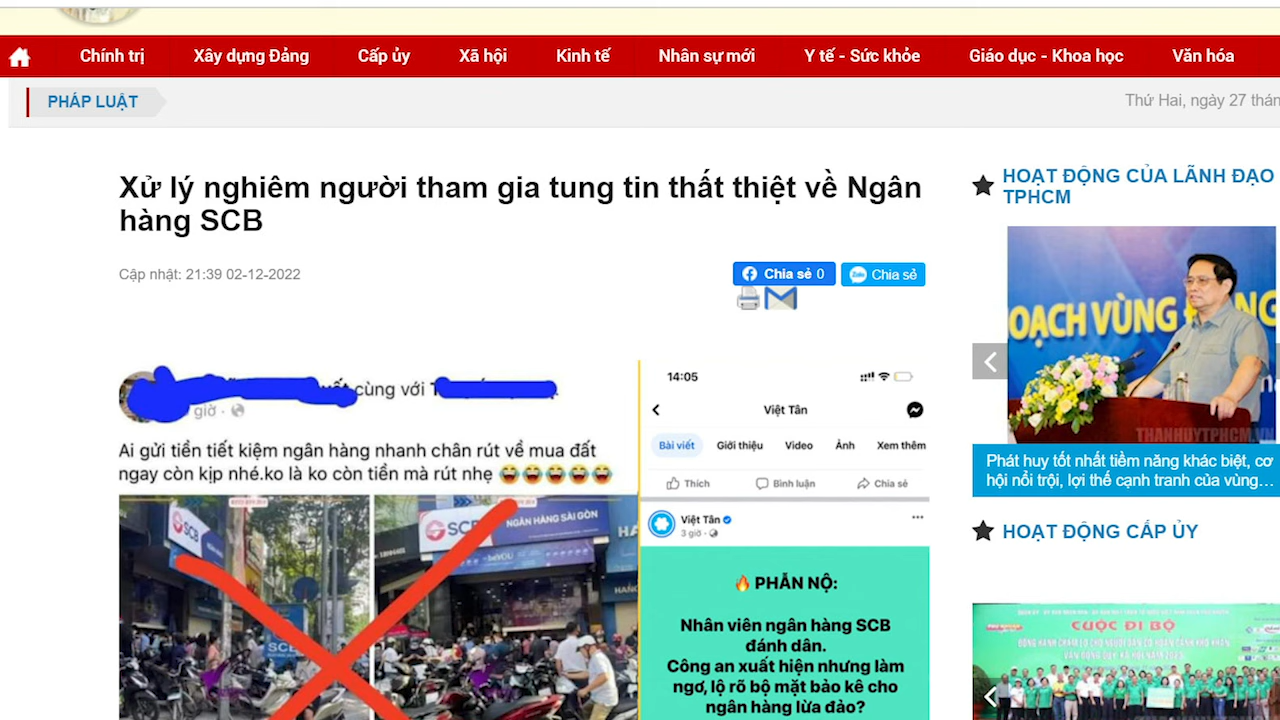 Chính trị
Xây dựng Đảng
Cấp ủy
Xã hội
Kinh tế
Nhân sự mới
Y tế - Sức khỏe
Giáo dục - Khoa học
Văn hóa
PHÁP LUẬT
Thứ Hai, ngày 27
Xử lý nghiêm người tham gia tung tin thất thiệt về Ngân
hàng SCB
Cập nhật: 21:39 02-12-2022
Chia sẻ 0
Chia sẻ
cùng với
giờ ·
Ai gửi tiền tiết kiệm ngân hàng nhanh chân rút về mua đất
ngay còn kịp nhé.ko là ko còn tiền mà rút nhẹ 😂😂😂😂😂
SCB
SCB
NGÂN HÀNG SÀI GÒN
SCB
14:05
Việt Tân
Bài viết
Giới thiệu
Video
Ảnh
Xem thêm
Thích
Bình luận
Chia sẻ
Việt Tân
3 giờ ·
🔥 PHẪN NỘ:
Nhân viên ngân hàng SCB
đánh dân.
Công an xuất hiện nhưng làm
ngơ, lộ rõ bộ mặt bảo kê cho
ngân hàng lừa đảo?
HOẠT ĐỘNG CỦA LÃNH ĐẠO
TPHCM
OẠCH VÙNG
THANHUYTPHCM.VN
Phát huy tốt nhất tiềm năng khác biệt, cơ
hội nổi trội, lợi thế cạnh tranh của vùng...
HOẠT ĐỘNG CẤP ỦY
CUỘC ĐI BỘ